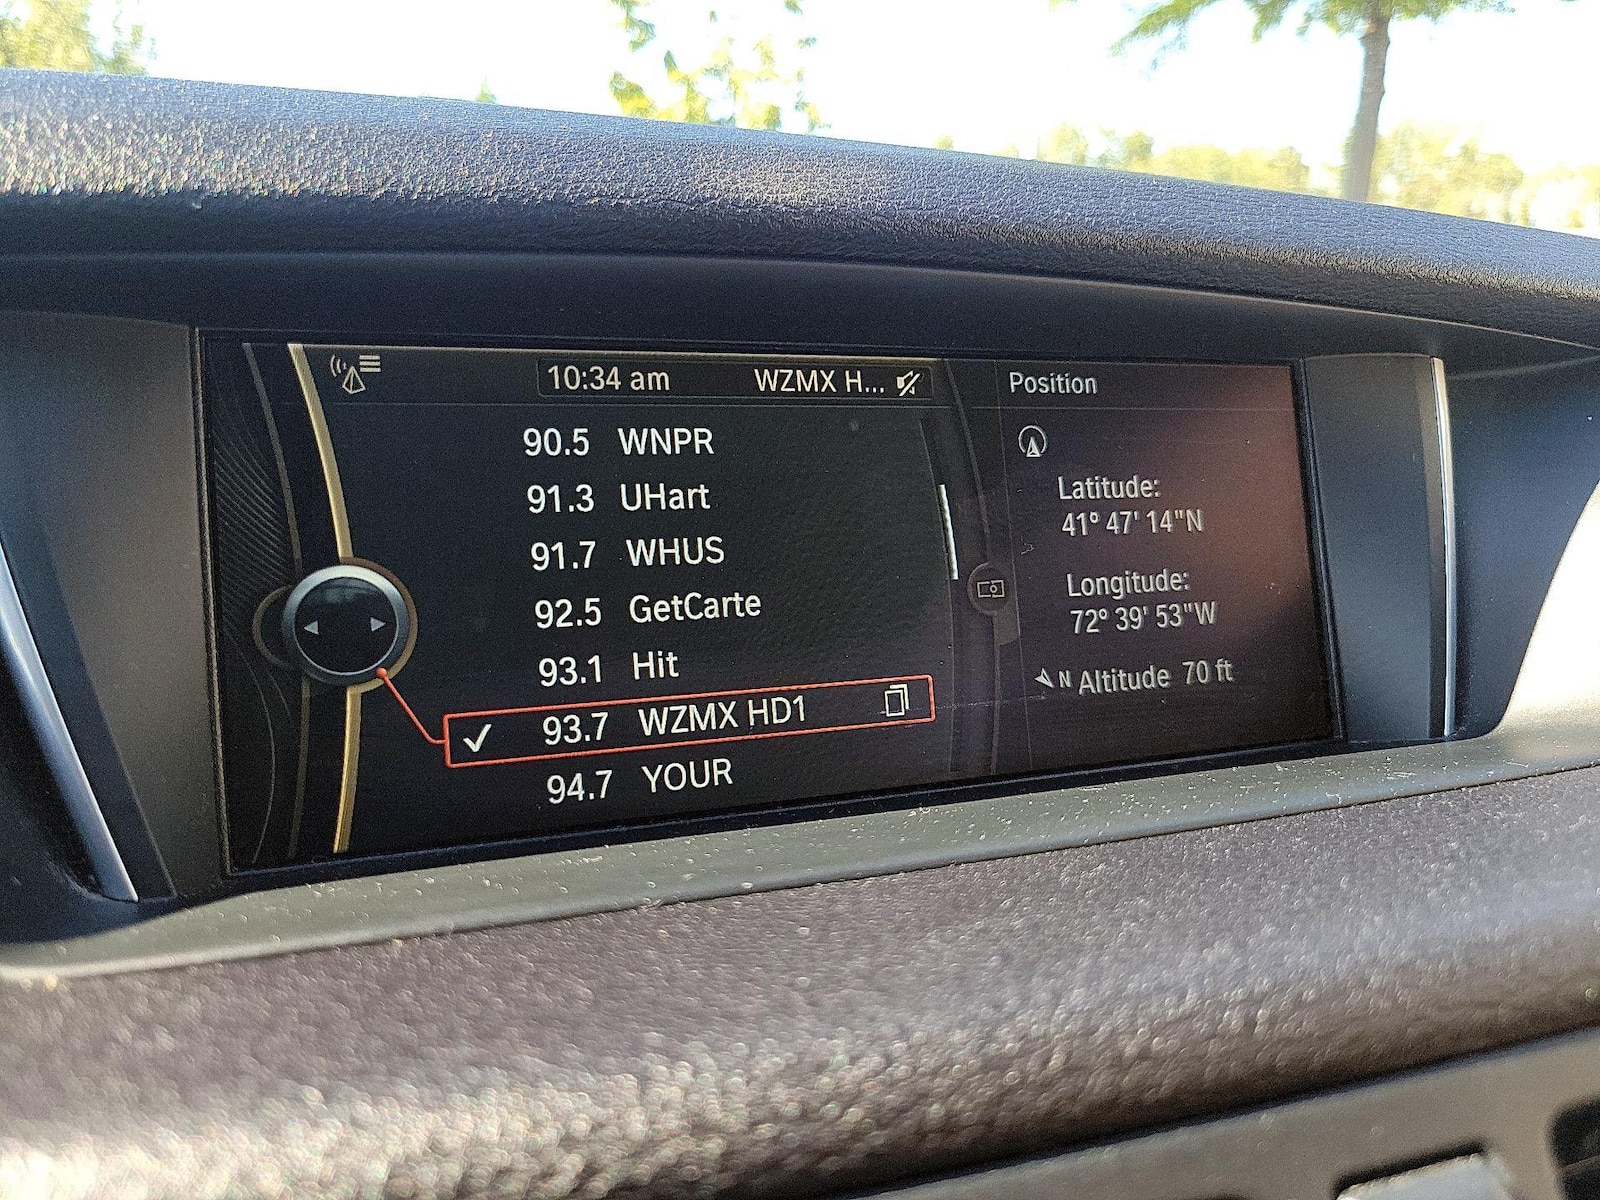 10:34 am WZMX H...
90.5 WNPR
91.3 UHart
91.7 WHUS
92.5 GetCarte
93.1 Hit
93.7 WZMX HD1
94.7 YOUR
Position
Latitude:
41° 47' 14"N
Longitude:
72° 39' 53"W
N Altitude 70 ft